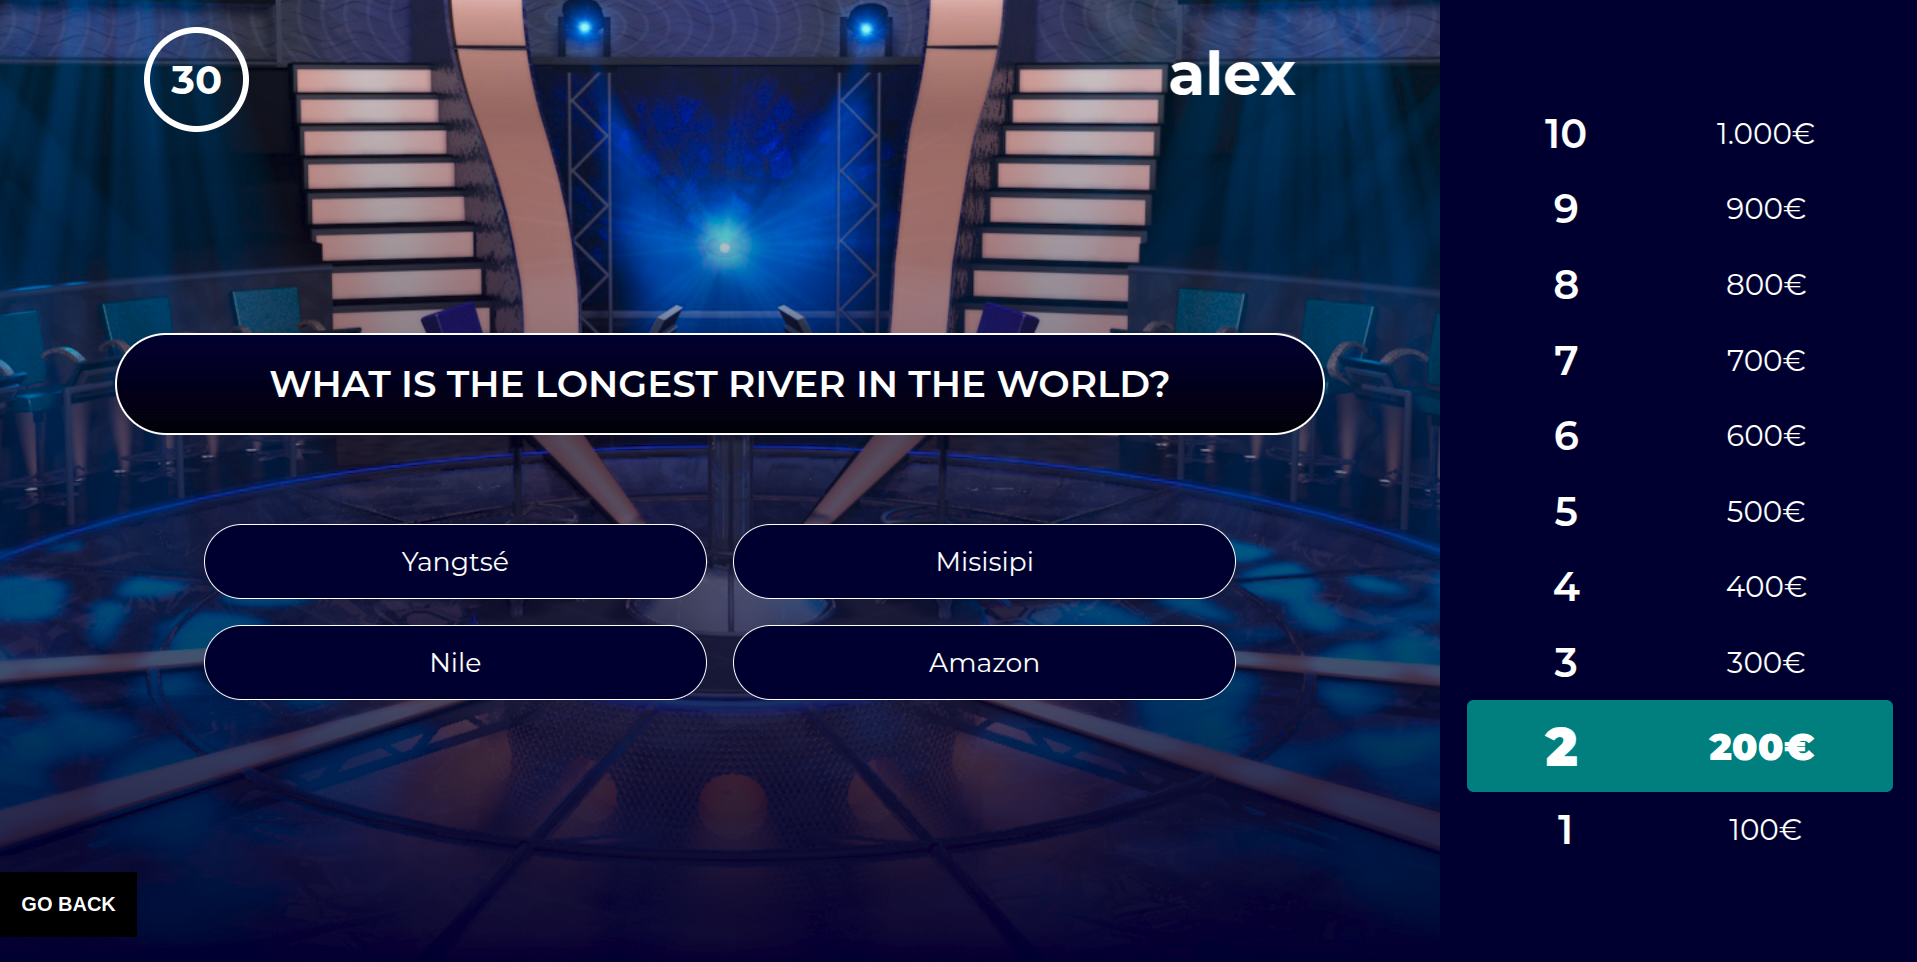 30
alex
WHAT IS THE LONGEST RIVER IN THE WORLD?
Yangtsé
Misisipi
Nile
Amazon
GO BACK
10 1.000€
9 900€
8 800€
7 700€
6 600€
5 500€
4 400€
3 300€
2 200€
1 100€